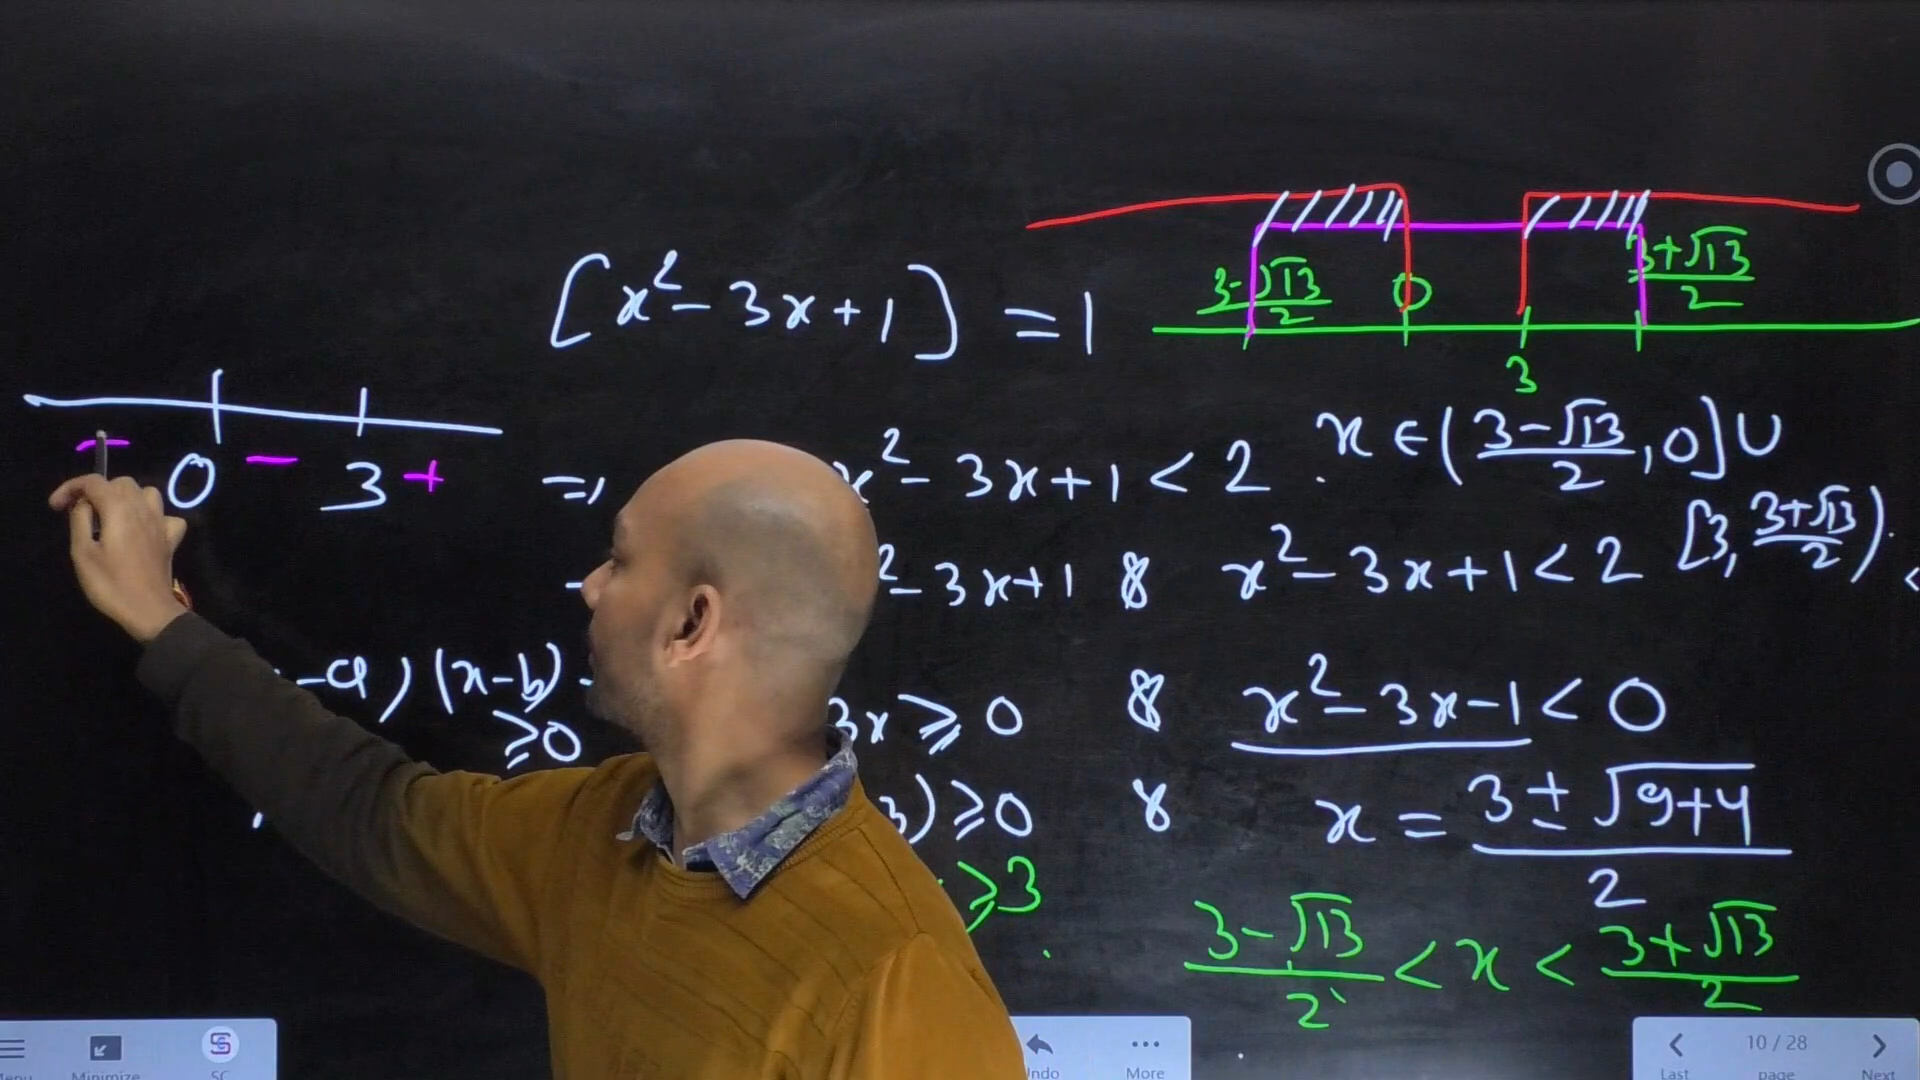 [x² - 3x + 1] = 1
3-√13/2 0 3 3+√13/2
0 - 3 +
=> x² - 3x + 1 < 2 . x ∈ (3-√13/2, 0] ∪
[3, 3+√13/2).
² - 3x + 1 & x² - 3x + 1 < 2
-a) (x-b) -
≥0
3x ≥ 0 & x² - 3x - 1 < 0
) ≥ 0 & x = 3 ± √9+4/2
≥ 3 .
3-√13/2 < x < 3+√13/2
Minimize
SC
Undo
More
Last
10 / 28
page
Next